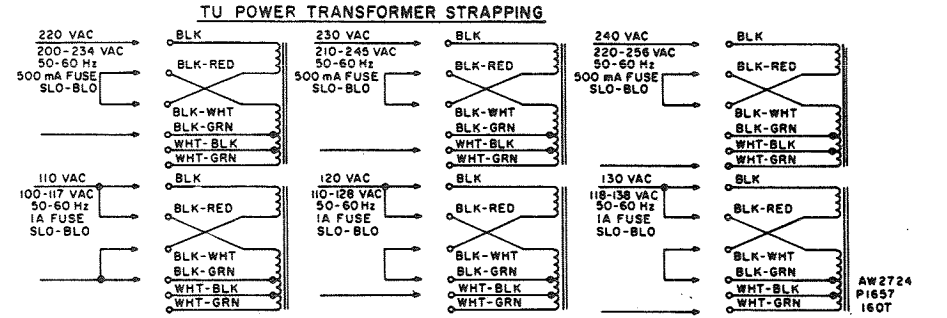 TU POWER TRANSFORMER STRAPPING
220 VAC
200-234 VAC
50-60 Hz
500 mA FUSE
SLO-BLO
BLK
BLK-RED
BLK-WHT
BLK-GRN
WHT-BLK
WHT-GRN
230 VAC
210-245 VAC
50-60 Hz
500 mA FUSE
SLO-BLO
BLK
BLK-RED
BLK-WHT
BLK-GRN
WHT-BLK
WHT-GRN
240 VAC
220-256 VAC
50-60 Hz
500 mA FUSE
SLO-BLO
BLK
BLK-RED
BLK-WHT
BLK-GRN
WHT-BLK
WHT-GRN
110 VAC
100-117 VAC
50-60 Hz
1A FUSE
SLO-BLO
BLK
BLK-RED
BLK-WHT
BLK-GRN
WHT-BLK
WHT-GRN
120 VAC
110-128 VAC
50-60Hz
1A FUSE
SLO-BLO
BLK
BLK-RED
BLK-WHT
BLK-GRN
WHT-BLK
WHT-GRN
130 VAC
118-138 VAC
50-60 Hz
1A FUSE
SLO-BLO
BLK
BLK-RED
BLK-WHT
BLK-GRN
WHT-BLK
WHT-GRN
AW2724
P1657
160T